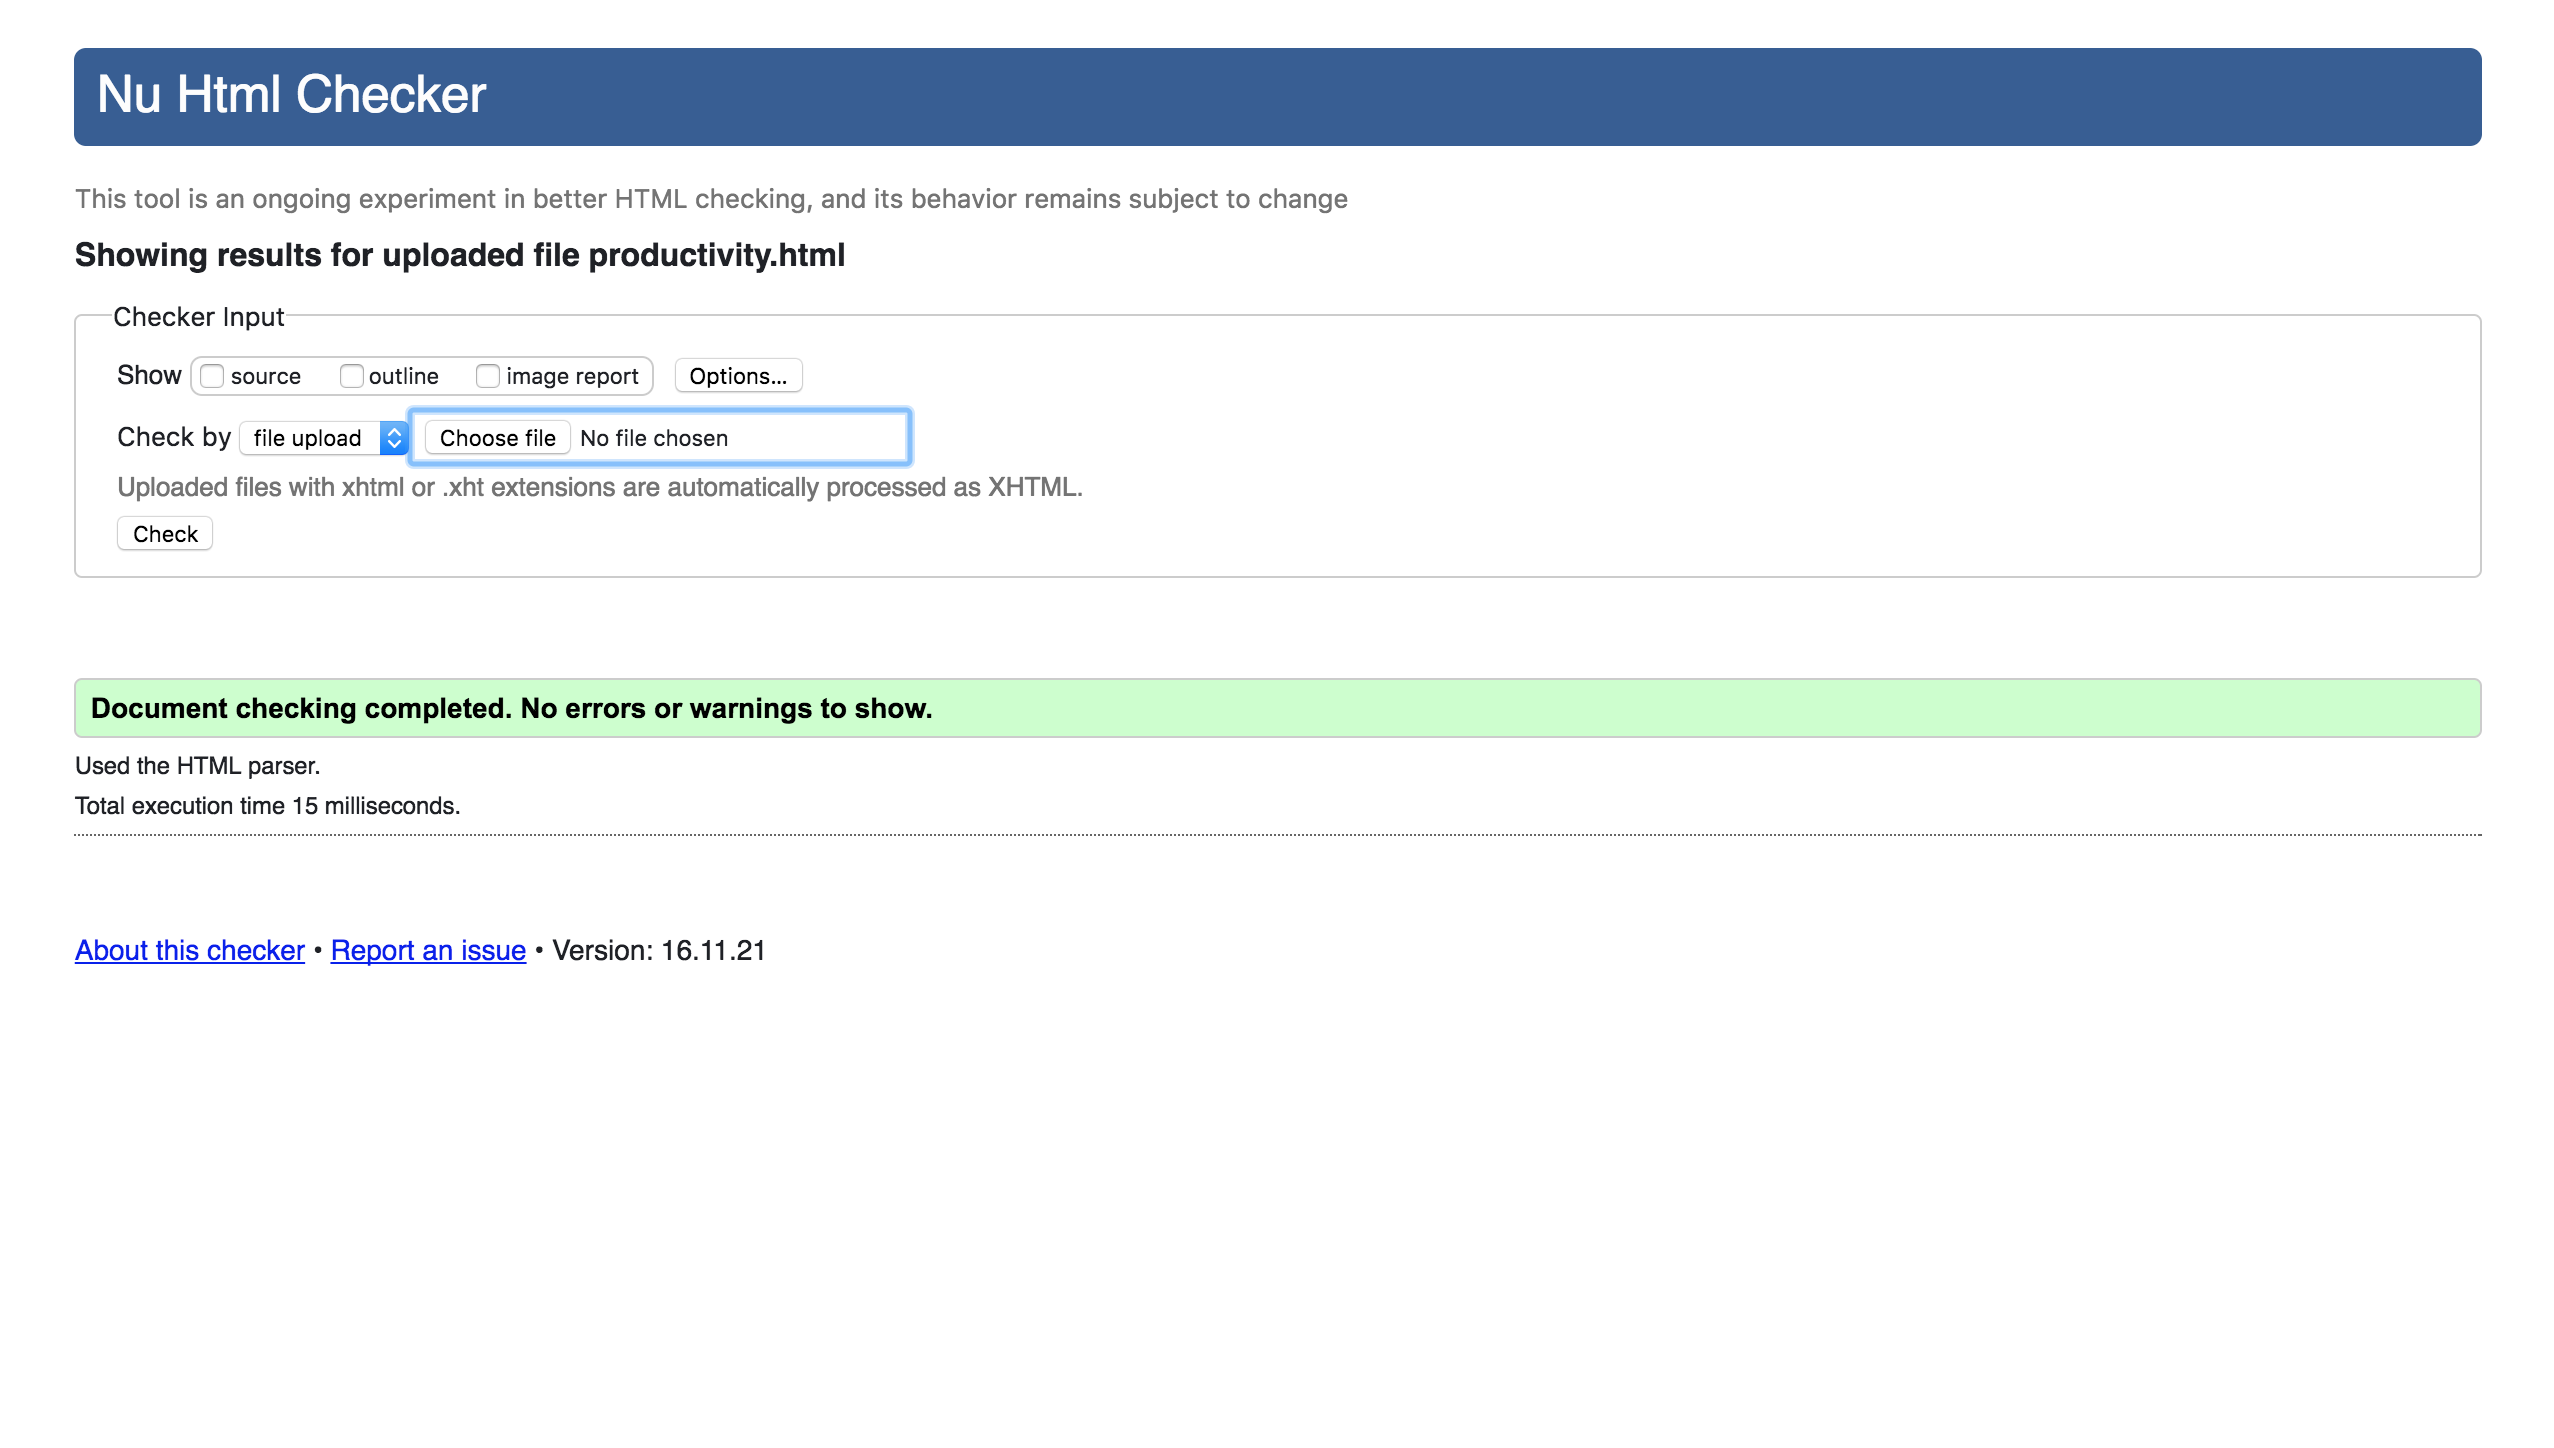 Nu Html Checker
This tool is an ongoing experiment in better HTML checking, and its behavior remains subject to change
Showing results for uploaded file productivity.html
Checker Input
Show source outline image report Options...
Check by file upload Choose file No file chosen
Uploaded files with xhtml or .xht extensions are automatically processed as XHTML.
Check
Document checking completed. No errors or warnings to show.
Used the HTML parser.
Total execution time 15 milliseconds.
About this checker • Report an issue • Version: 16.11.21